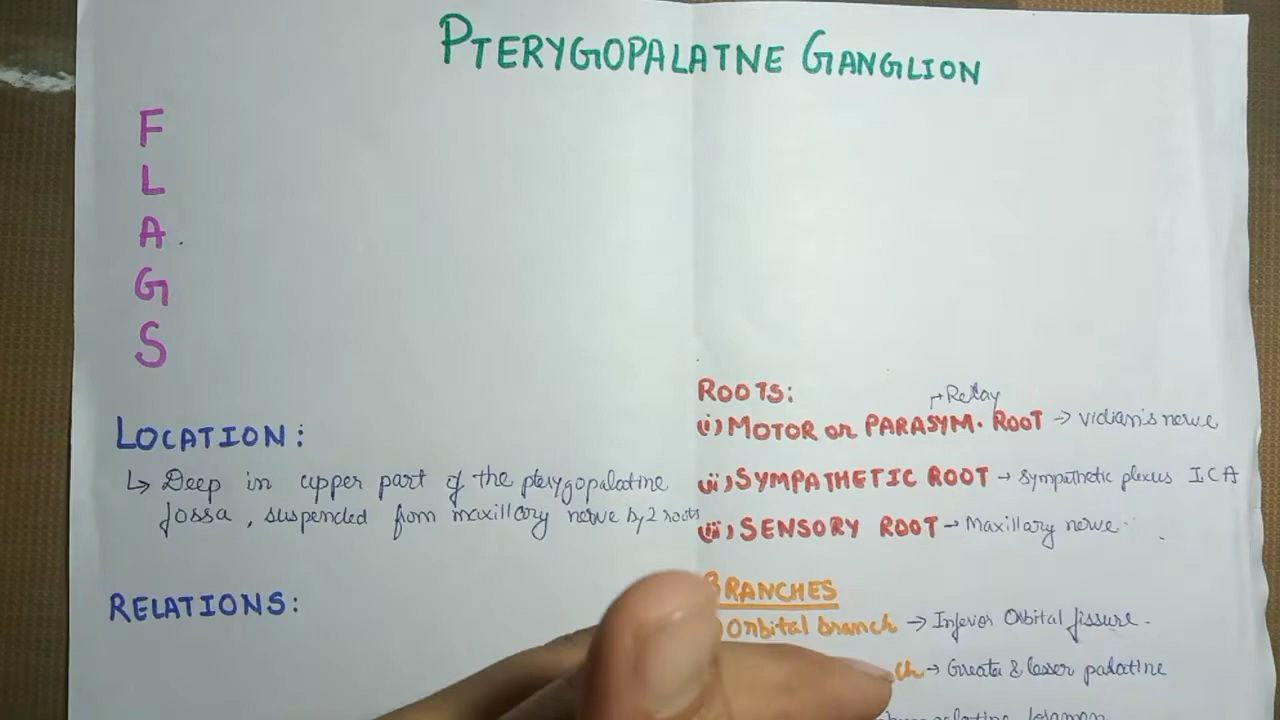 PTERYGOPALATNE GANGLION
F
L
A
G
S
LOCATION:
↳ Deep in upper part of the pterygopalatine
fossa, suspended from maxillary nerve by 2 roots
RELATIONS:
ROOTS:
Relay
(i) MOTOR or PARASYM. ROOT → vidian's nerve
(ii) SYMPATHETIC ROOT → Sympathetic plexus ICA
(iii) SENSORY ROOT → Maxillary nerve
BRANCHES
Orbital branch → Inferior Orbital fissure.
ch → Greater & lesser palatine